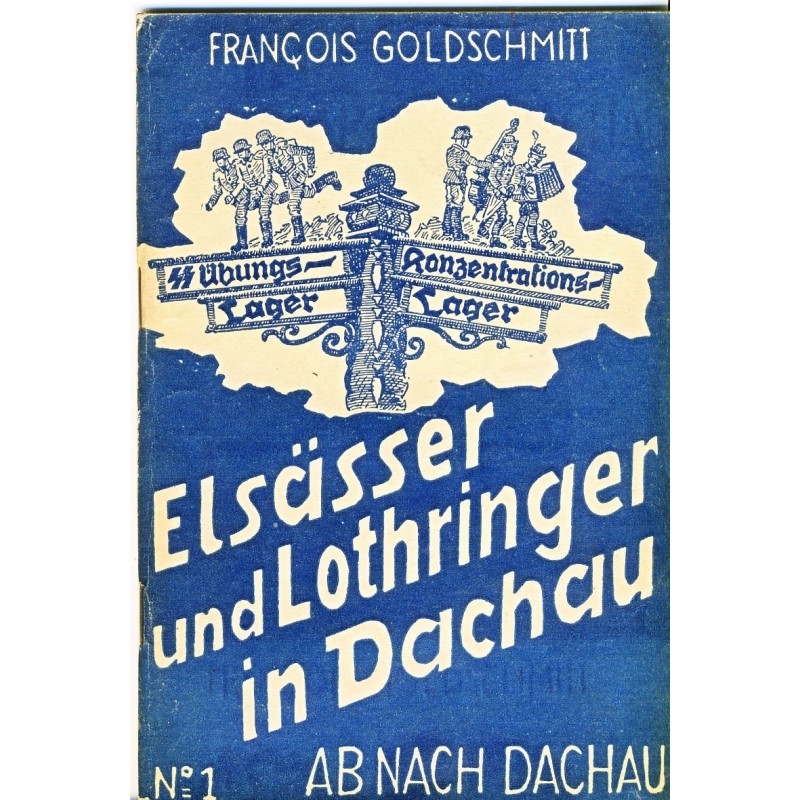 FRANÇOIS GOLDSCHMITT
SS Übungs- Konzentrations-
Lager Lager
Elsässer
und Lothringer
in Dachau
Nº 1 AB NACH DACHAU